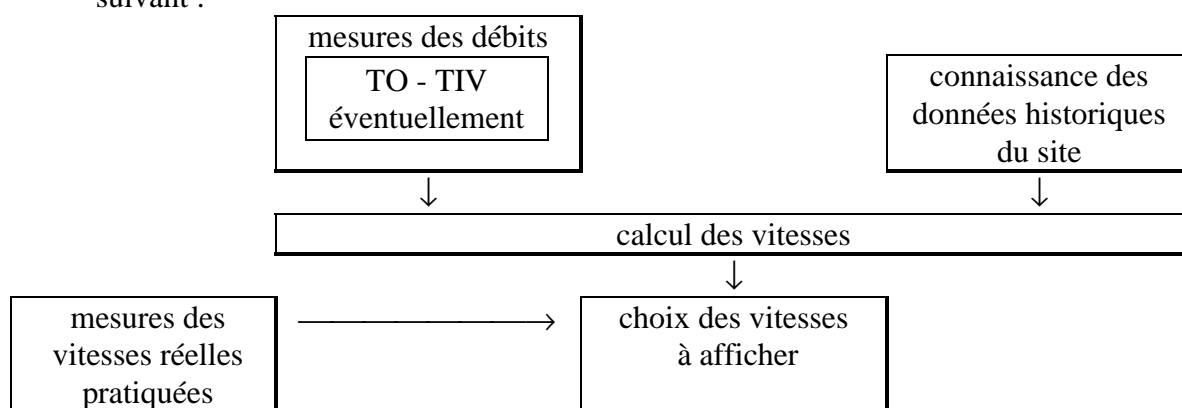 suivant :
mesures des débits
TO - TIV
éventuellement
connaissance des
données historiques
du site
↓ ↓
calcul des vitesses
↓
mesures des
vitesses réelles
pratiquées
→
choix des vitesses
à afficher